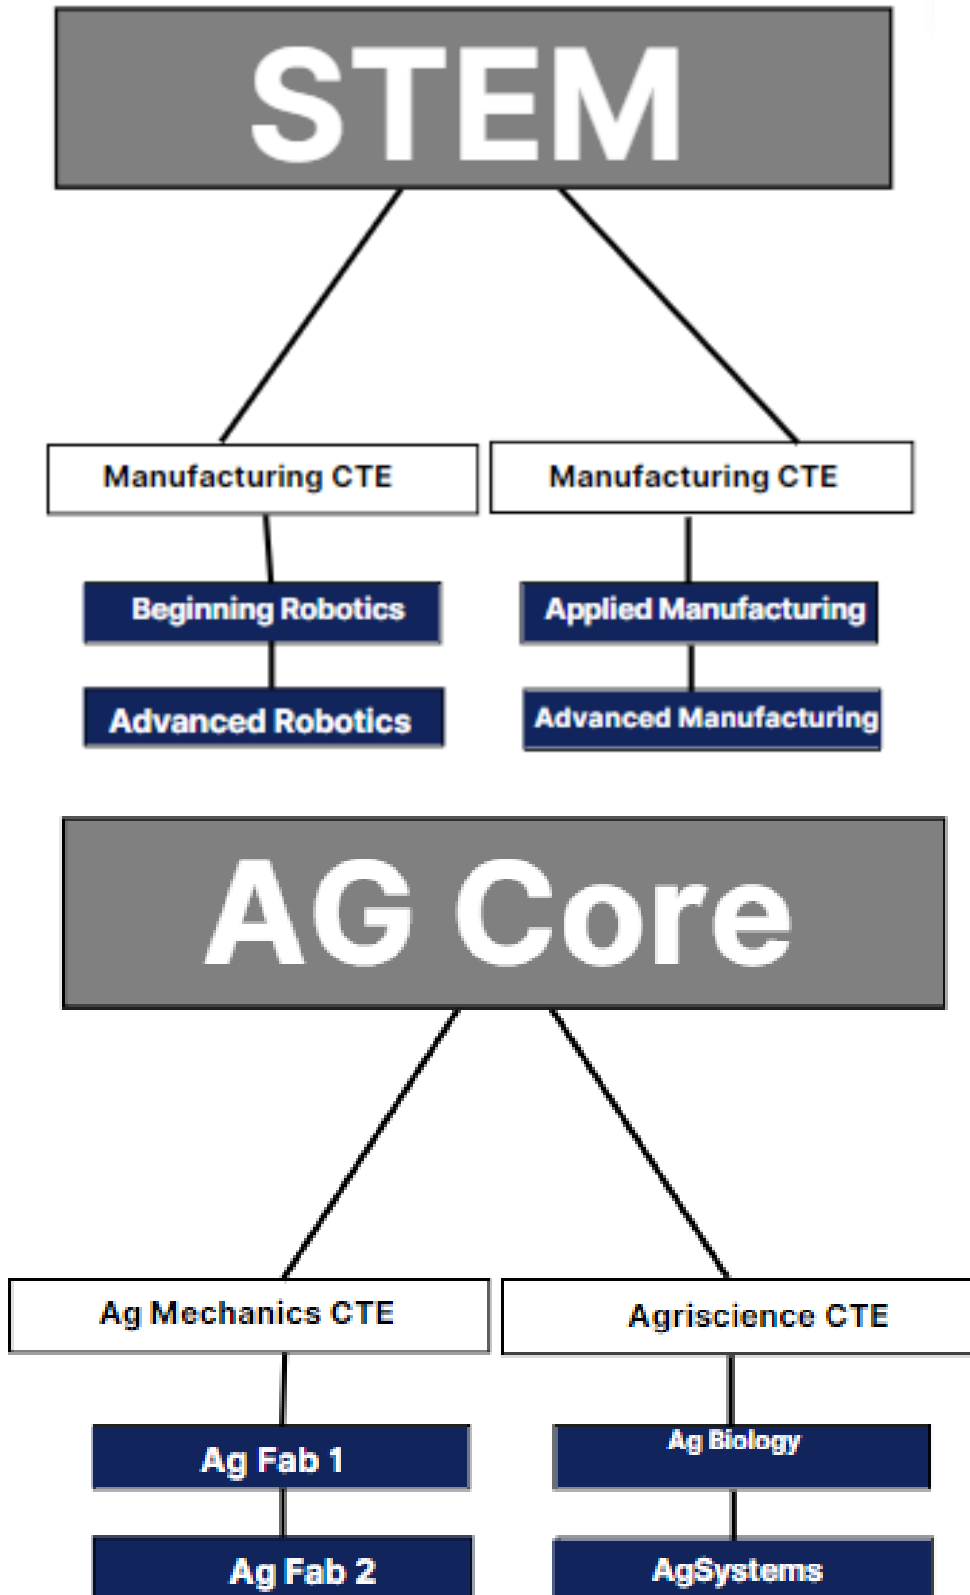 STEM
Manufacturing CTE
Manufacturing CTE
Beginning Robotics
Applied Manufacturing
Advanced Robotics
Advanced Manufacturing
AG Core
Ag Mechanics CTE
Agriscience CTE
Ag Fab 1
Ag Biology
Ag Fab 2
AgSystems